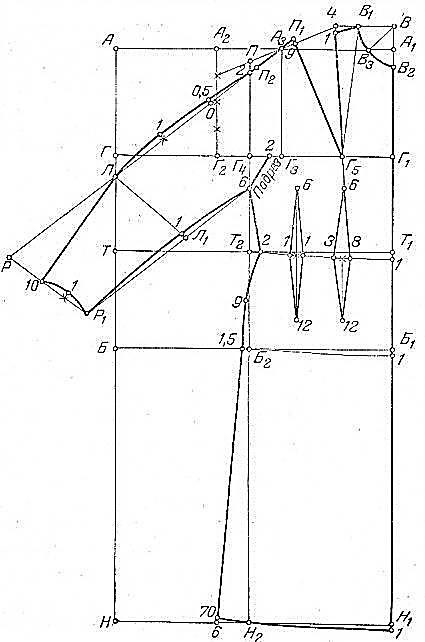 4 В₁ В
А А₂ А₃ П₁ 1 А₁
П 9 В₃
2 П₂ В₂
0,5
0
1
Г Г₂ Г₄ 2 Г₃ Г₅ Г₁
Л Подрез
6 6 6
1 Л₁
Т Т₂ 2 1 1 3 8 Т₁
Р 1
10 1
Р₁ 9
12 12
Б 1,5 Б₂ Б₁
1
70
Н 6 Н₂ Н₁
1